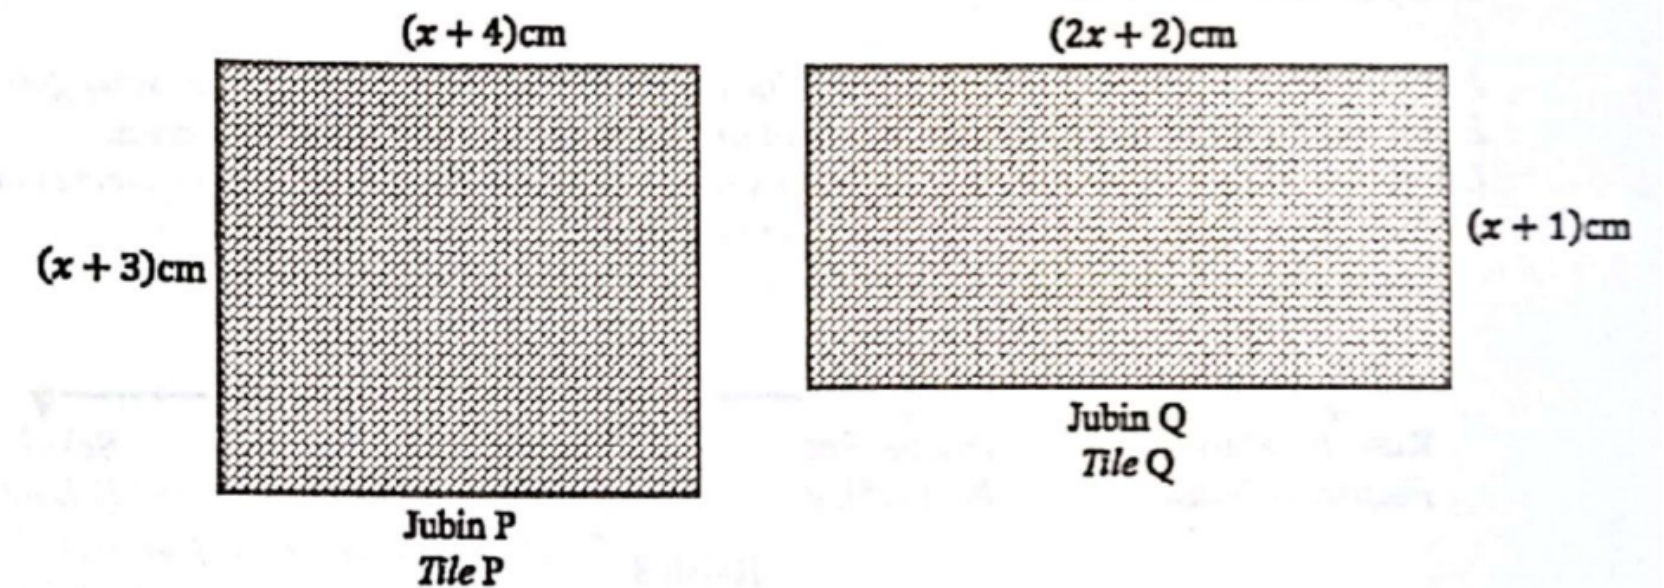 (x + 4)cm
(2x + 2)cm
(x + 3)cm
(x + 1)cm
Jubin P
Tile P
Jubin Q
Tile Q